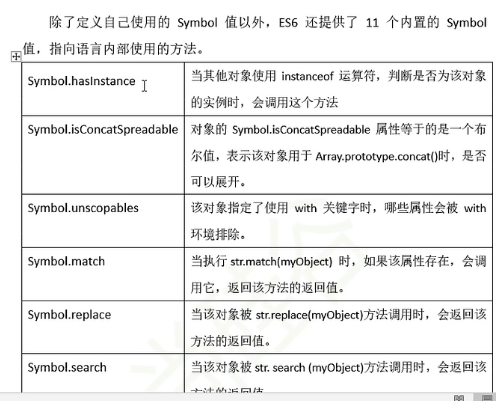 除了定义自己使用的 Symbol 值以外，ES6 还提供了 11 个内置的 Symbol
值，指向语言内部使用的方法。
Symbol.hasInstance
当其他对象使用 instanceof 运算符，判断是否为该对象
的实例时，会调用这个方法
Symbol.isConcatSpreadable
对象的 Symbol.isConcatSpreadable 属性等于的是一个布
尔值，表示该对象用于 Array.prototype.concat()时，是否
可以展开。
Symbol.unscopables
该对象指定了使用 with 关键字时，哪些属性会被 with
环境排除。
Symbol.match
当执行 str.match(myObject) 时，如果该属性存在，会调
用它，返回该方法的返回值。
Symbol.replace
当该对象被 str.replace(myObject)方法调用时，会返回该
方法的返回值。
Symbol.search
当该对象被 str. search (myObject)方法调用时，会返回该
方法的返回值